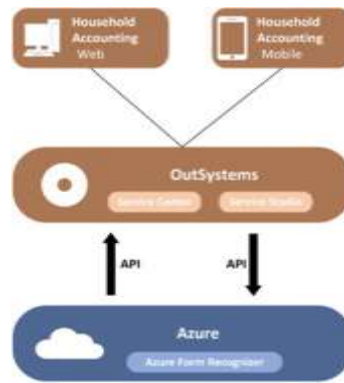 Household
Accounting
Web
Household
Accounting
Mobile
OutSystems
Service Center
Service Studio
API
API
Azure
Azure Form Recognizer